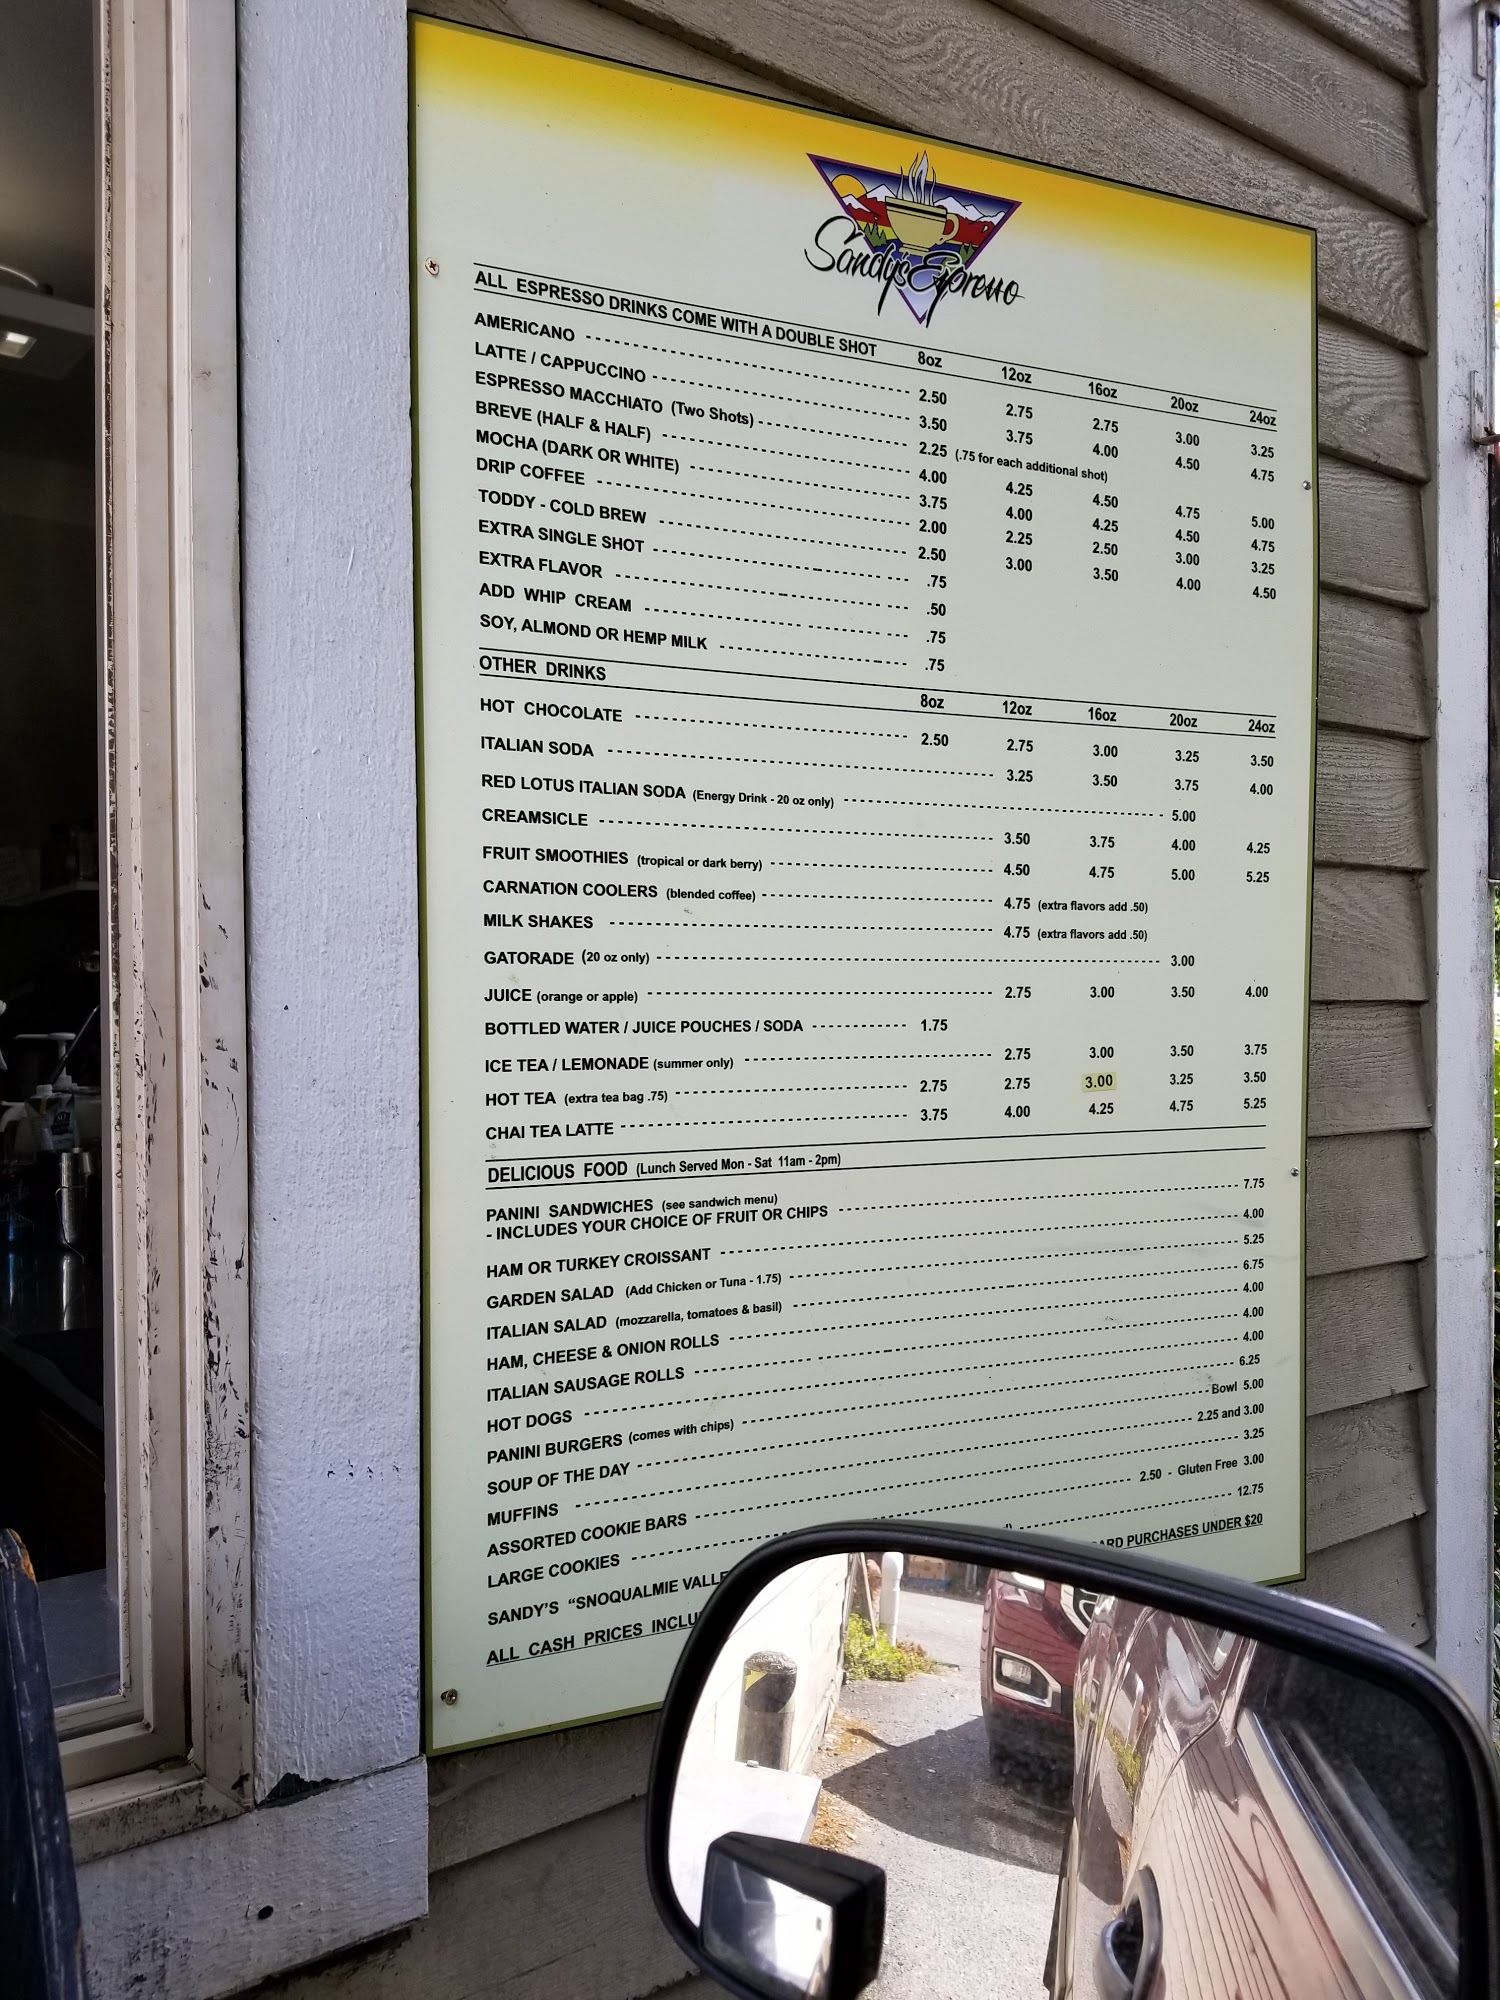 Sandy's Espresso
ALL ESPRESSO DRINKS COME WITH A DOUBLE SHOT 8oz 12oz 16oz 20oz 24oz
AMERICANO 2.50 2.75 2.75 3.00 3.25
LATTE / CAPPUCCINO 3.50 3.75 4.00 4.50 4.75
ESPRESSO MACCHIATO (Two Shots) 2.25 (.75 for each additional shot)
BREVE (HALF & HALF) 4.00 4.25 4.50 4.75 5.00
MOCHA (DARK OR WHITE) 3.75 4.00 4.25 4.50 4.75
DRIP COFFEE 2.00 2.25 2.50 3.00 3.25
TODDY - COLD BREW 2.50 3.00 3.50 4.00 4.50
EXTRA SINGLE SHOT .75
EXTRA FLAVOR .50
ADD WHIP CREAM .75
SOY, ALMOND OR HEMP MILK .75
OTHER DRINKS 8oz 12oz 16oz 20oz 24oz
HOT CHOCOLATE 2.50 2.75 3.00 3.25 3.50
ITALIAN SODA 3.25 3.50 3.75 4.00
RED LOTUS ITALIAN SODA (Energy Drink - 20 oz only) 5.00
CREAMSICLE 3.50 3.75 4.00 4.25
FRUIT SMOOTHIES (tropical or dark berry) 4.50 4.75 5.00 5.25
CARNATION COOLERS (blended coffee) 4.75 (extra flavors add .50)
MILK SHAKES 4.75 (extra flavors add .50)
GATORADE (20 oz only) 3.00
JUICE (orange or apple) 2.75 3.00 3.50 4.00
BOTTLED WATER / JUICE POUCHES / SODA 1.75
ICE TEA / LEMONADE (summer only) 2.75 3.00 3.50 3.75
HOT TEA (extra tea bag .75) 2.75 2.75 3.00 3.25 3.50
CHAI TEA LATTE 3.75 4.00 4.25 4.75 5.25
DELICIOUS FOOD (Lunch Served Mon - Sat 11am - 2pm)
PANINI SANDWICHES (see sandwich menu)
- INCLUDES YOUR CHOICE OF FRUIT OR CHIPS 7.75
HAM OR TURKEY CROISSANT 4.00
GARDEN SALAD (Add Chicken or Tuna - 1.75) 5.25
ITALIAN SALAD (mozzarella, tomatoes & basil) 6.75
HAM, CHEESE & ONION ROLLS 4.00
ITALIAN SAUSAGE ROLLS 4.00
HOT DOGS 4.00
PANINI BURGERS (comes with chips) 6.25
SOUP OF THE DAY Bowl 5.00
MUFFINS 2.25 and 3.00
ASSORTED COOKIE BARS 3.25
LARGE COOKIES 2.50 - Gluten Free 3.00
SANDY'S "SNOQUALMIE VALLE 12.75
ALL CASH PRICES INCLU ARD PURCHASES UNDER $20